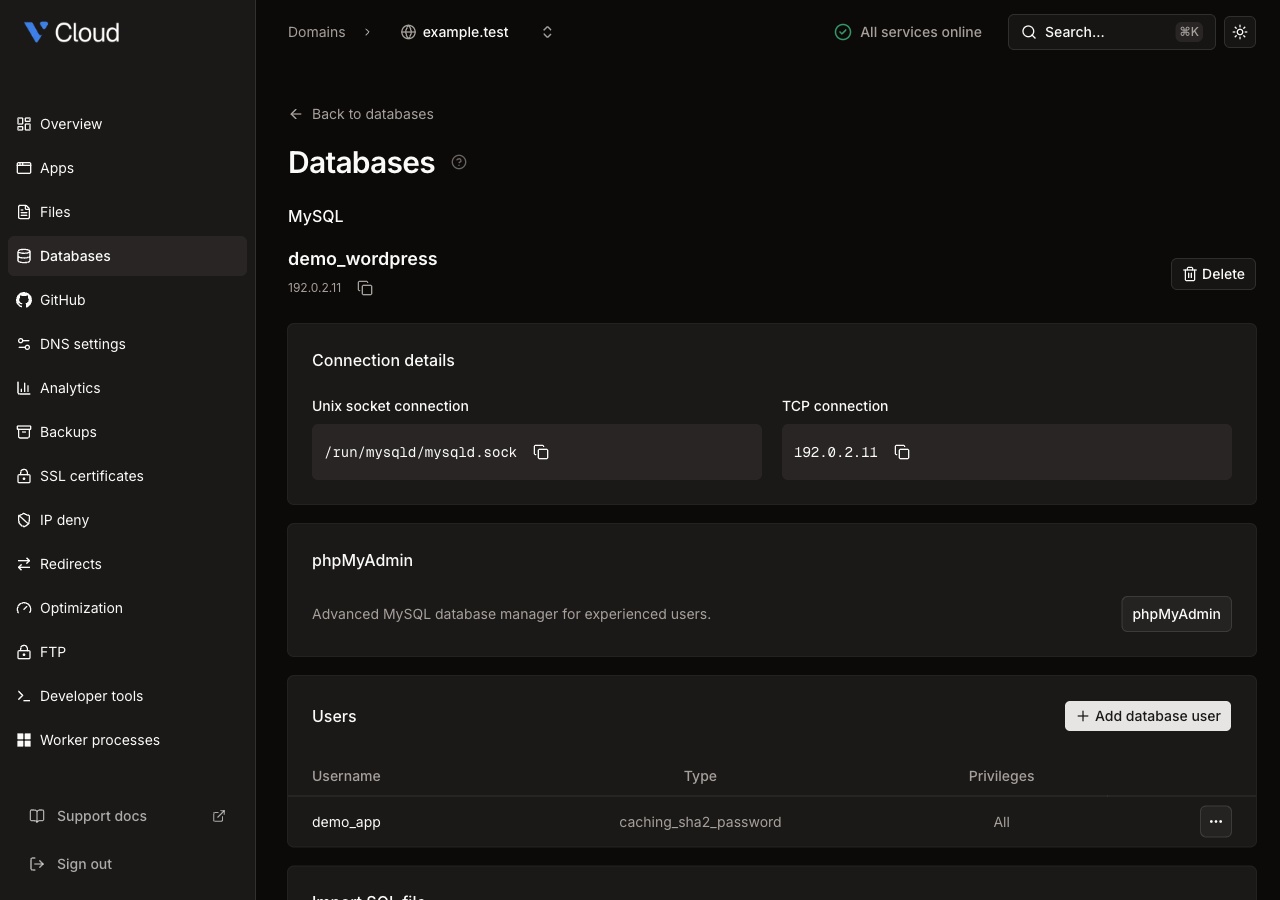 Cloud
Domains
example.test
All services online
Search...
⌘K
Overview
Apps
Files
Databases
GitHub
DNS settings
Analytics
Backups
SSL certificates
IP deny
Redirects
Optimization
FTP
Developer tools
Worker processes
Support docs
Sign out
Back to databases
Databases
MySQL
demo_wordpress
192.0.2.11
Delete
Connection details
Unix socket connection
/run/mysqld/mysqld.sock
TCP connection
192.0.2.11
phpMyAdmin
Advanced MySQL database manager for experienced users.
phpMyAdmin
Users
Add database user
Username Type Privileges
demo_app caching_sha2_password All
Import SQL file